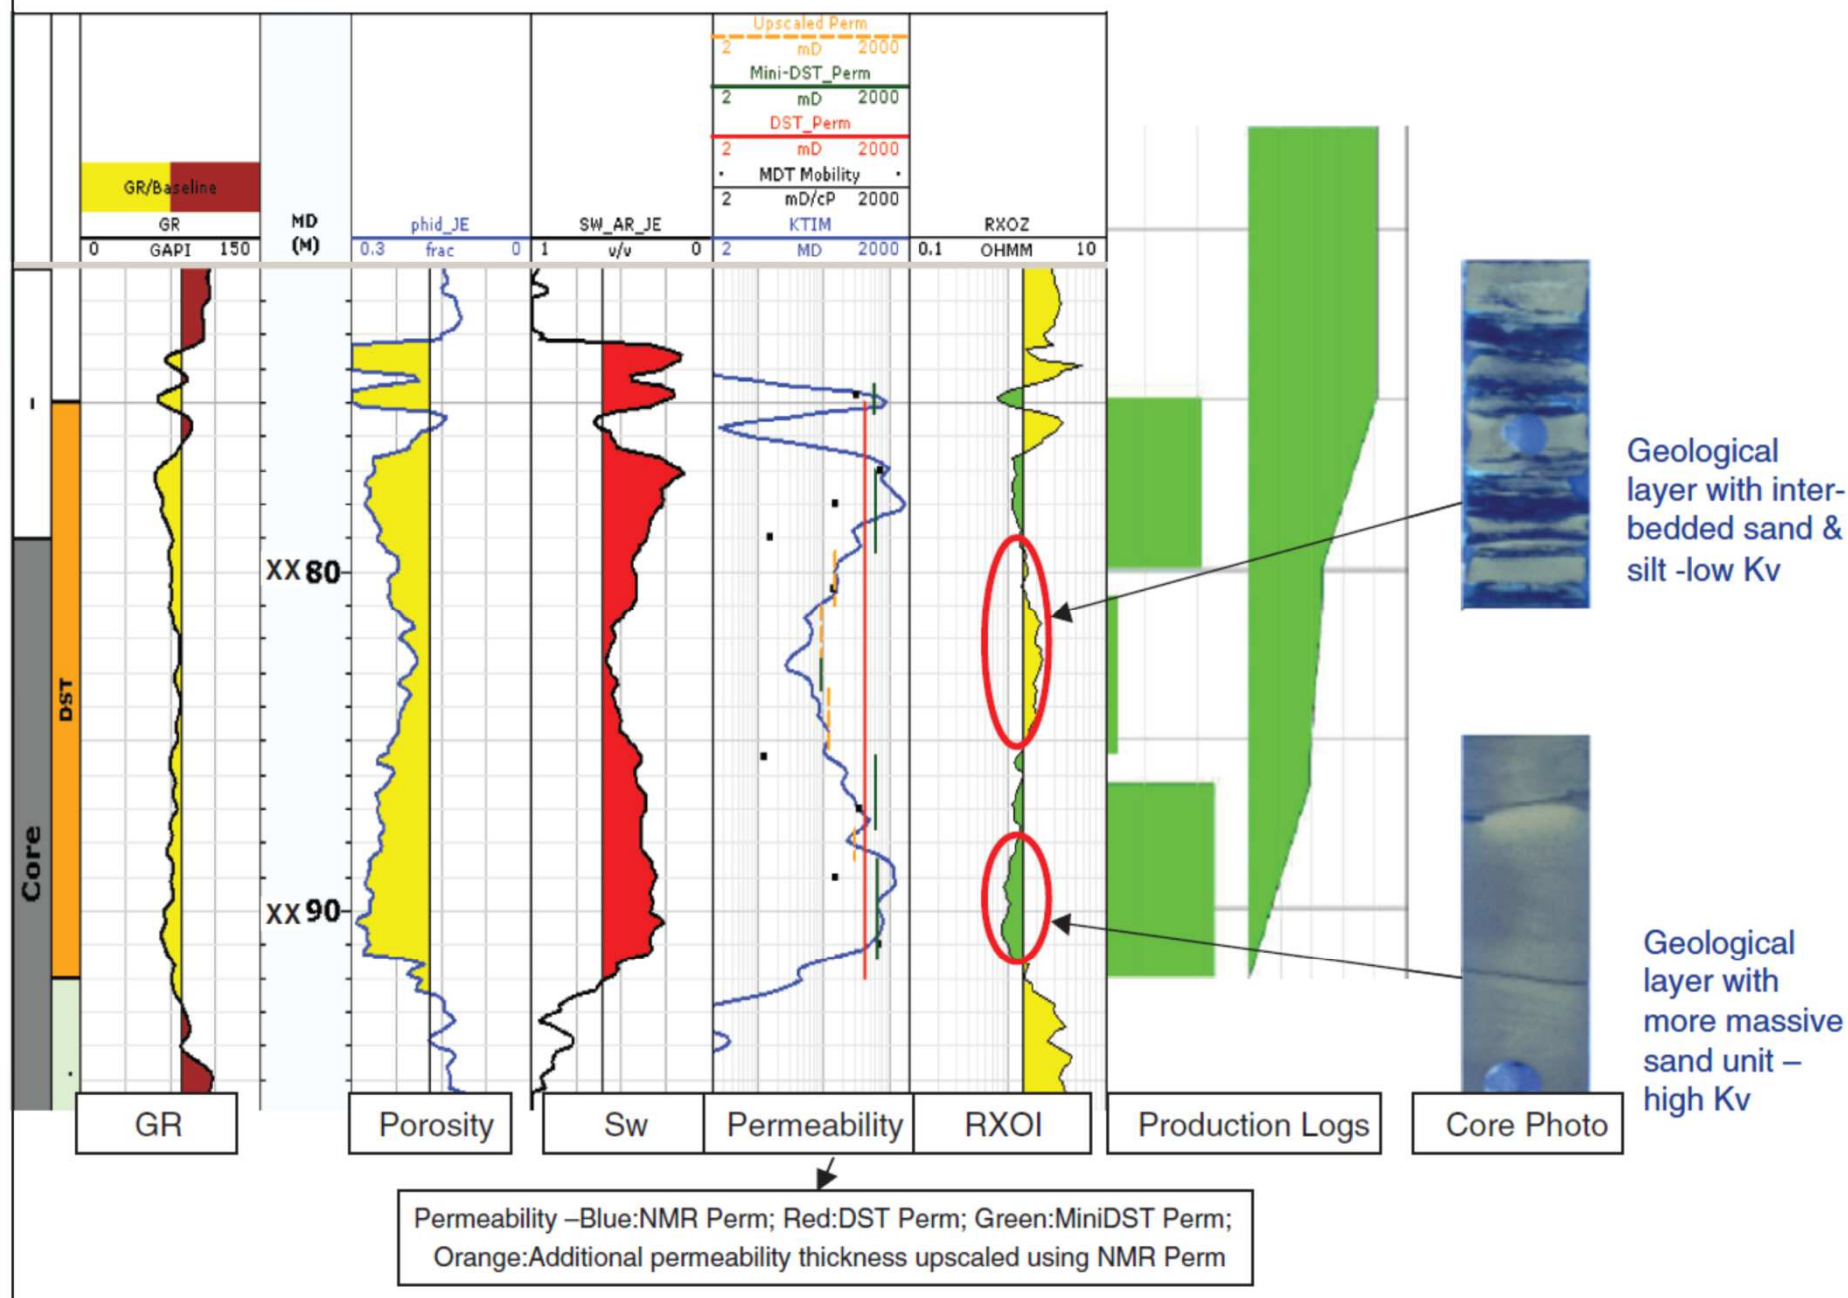 Upscaled Perm
2 mD 2000
Mini-DST_Perm
2 mD 2000
DST_Perm
2 mD 2000
MDT Mobility
2 mD/cP 2000
GR/Baseline
GR
0 GAPI 150
MD
(M)
phid_JE
0.3 frac 0
SW_AR_JE
1 v/v 0
KTIM
2 MD 2000
RXOZ
0.1 OHMM 10
Core
DST
XX80
XX90
Geological
layer with inter-
bedded sand &
silt -low Kv
Geological
layer with
more massive
sand unit –
high Kv
GR
Porosity
Sw
Permeability
RXOI
Production Logs
Core Photo
Permeability –Blue:NMR Perm; Red:DST Perm; Green:MiniDST Perm;
Orange:Additional permeability thickness upscaled using NMR Perm